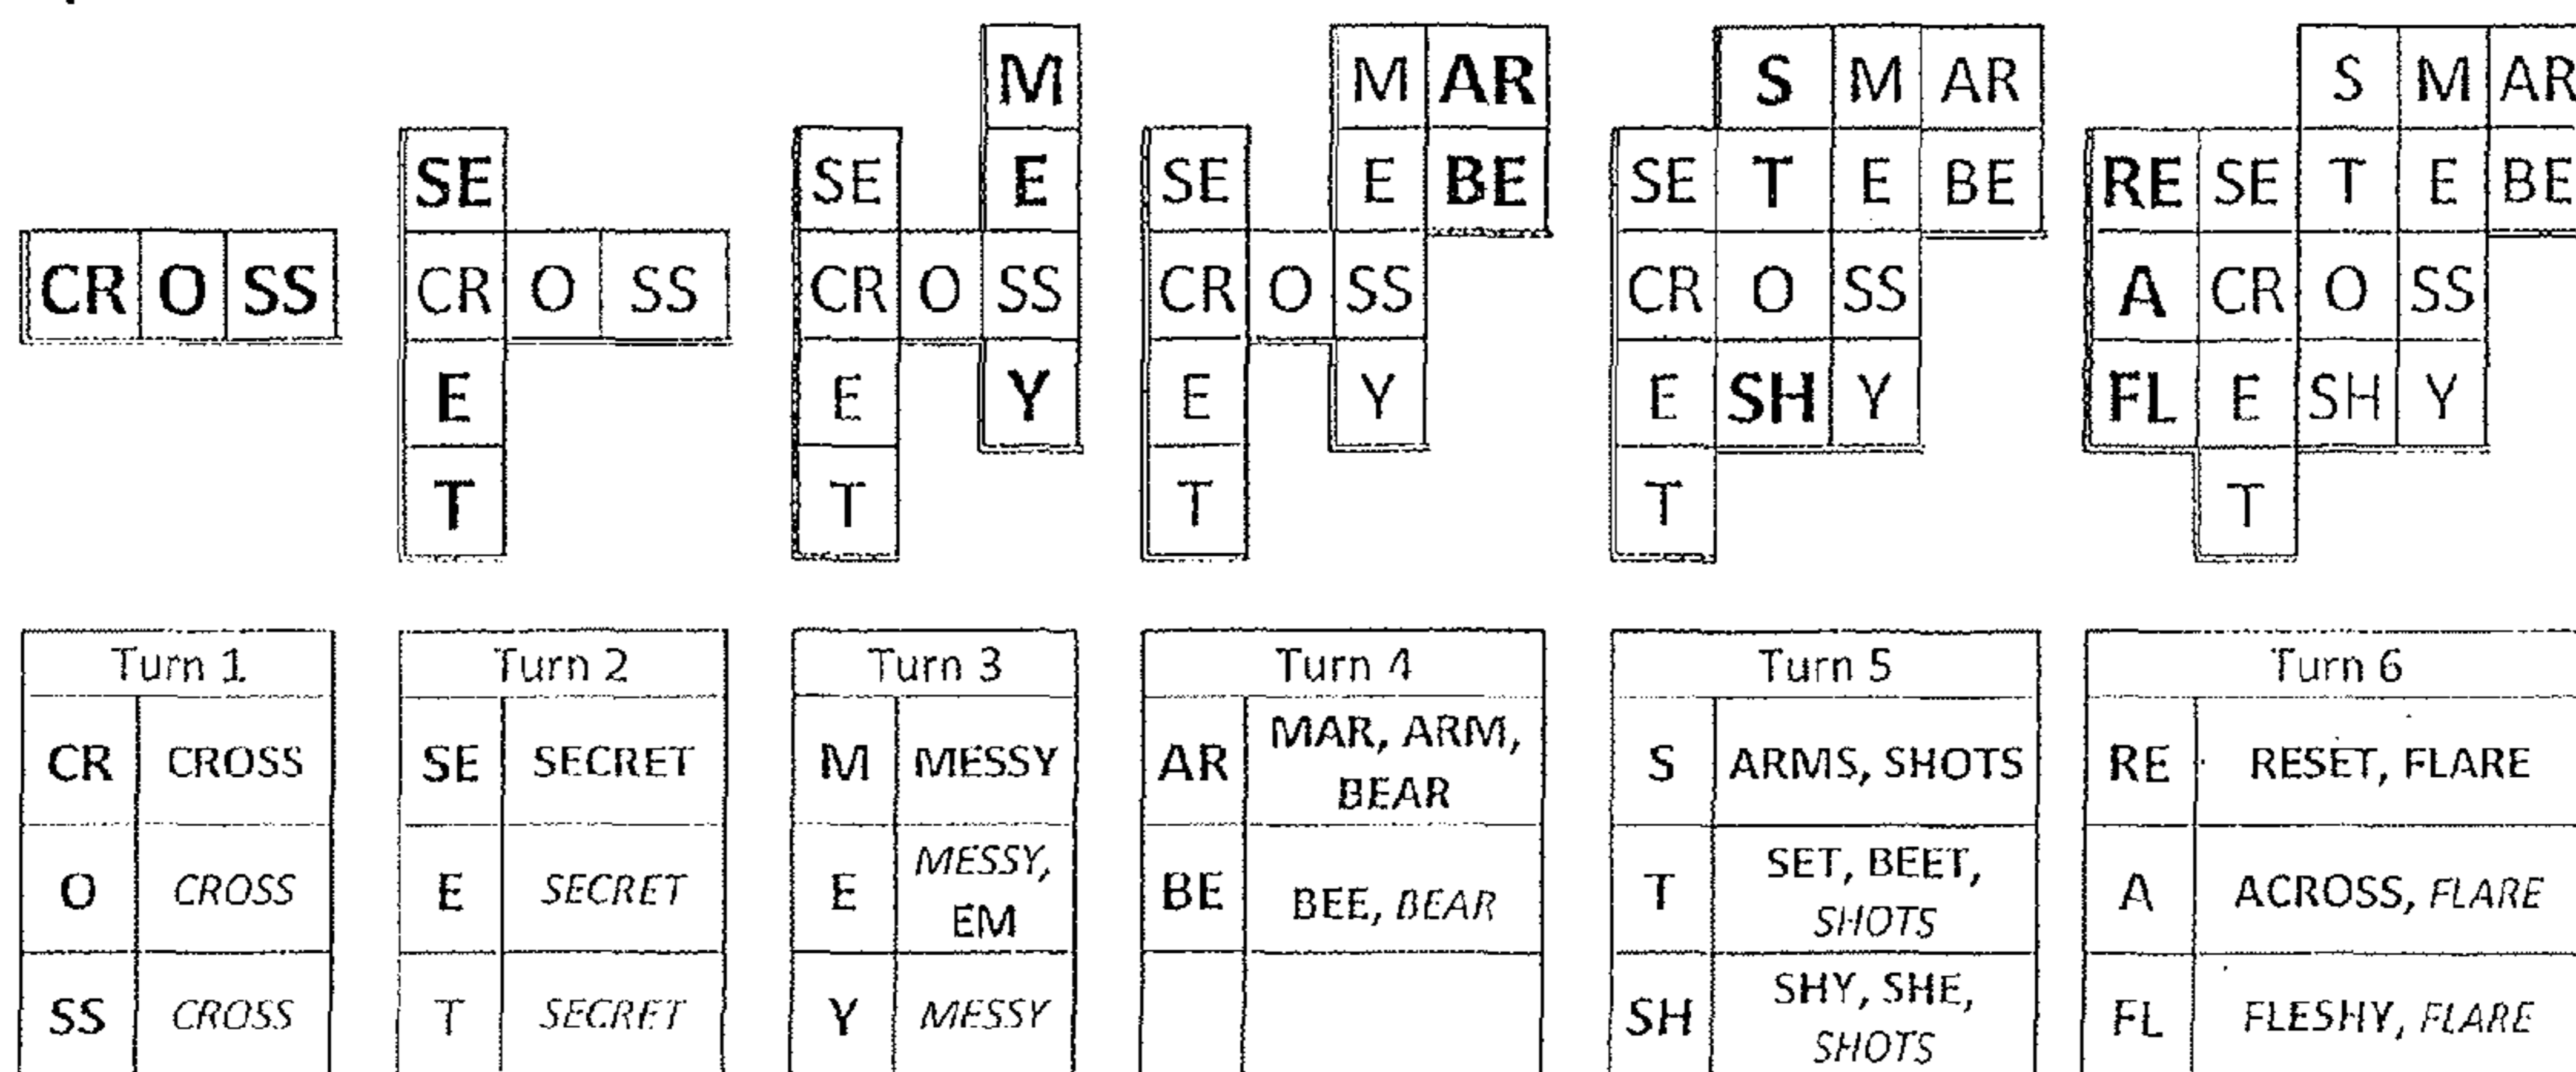 M
M AR
S M AR
S M AR
SE
SE E
SE E BE
SE T E BE
RE SE T E BE
CR O SS
CR O SS
CR O SS
CR O SS
CR O SS
A CR O SS
E
E Y
E Y
E SH Y
FL E SH Y
T
T
T
T
T
Turn 1 Turn 2 Turn 3 Turn 4 Turn 5 Turn 6
CR CROSS SE SECRET M MESSY AR MAR, ARM, BEAR S ARMS, SHOTS RE RESET, FLARE
O CROSS E SECRET E MESSY, EM BE BEE, BEAR T SET, BEET, SHOTS A ACROSS, FLARE
SS CROSS T SECRET Y MESSY SH SHY, SHE, SHOTS FL FLESHY, FLARE